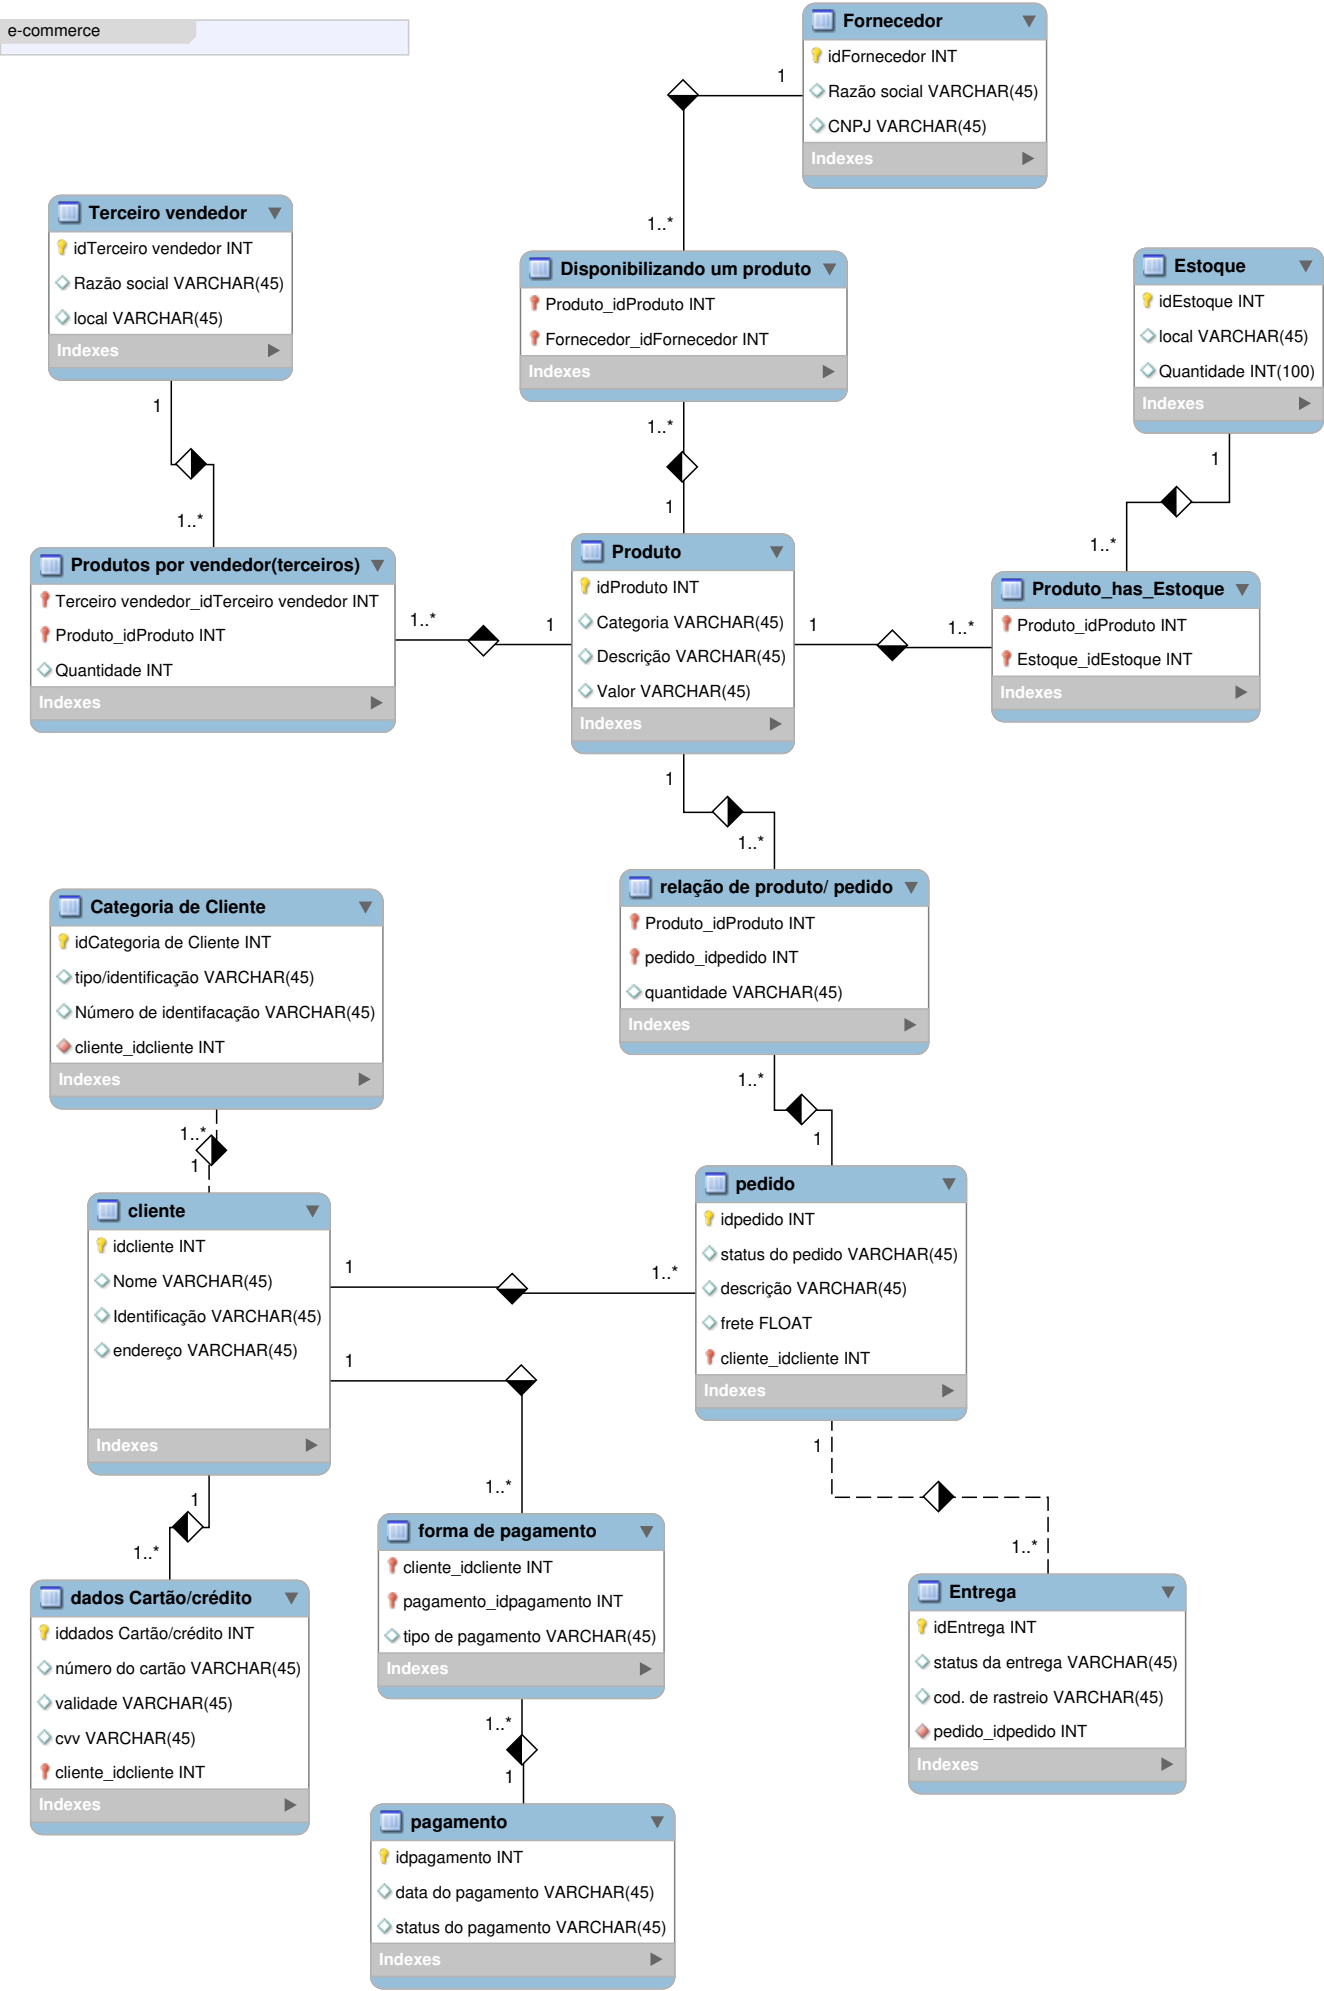 e-commerce
Fornecedor
idFornecedor INT
Razão social VARCHAR(45)
CNPJ VARCHAR(45)
Indexes
1
1..*
Terceiro vendedor
idTerceiro vendedor INT
Razão social VARCHAR(45)
local VARCHAR(45)
Indexes
1
1..*
Disponibilizando um produto
Produto_idProduto INT
Fornecedor_idFornecedor INT
Indexes
1..*
1
Estoque
idEstoque INT
local VARCHAR(45)
Quantidade INT(100)
Indexes
1
1..*
Produtos por vendedor(terceiros)
Terceiro vendedor_idTerceiro vendedor INT
Produto_idProduto INT
Quantidade INT
Indexes
1..*
1
Produto
idProduto INT
Categoria VARCHAR(45)
Descrição VARCHAR(45)
Valor VARCHAR(45)
Indexes
1
1..*
Produto_has_Estoque
Produto_idProduto INT
Estoque_idEstoque INT
Indexes
1
1..*
relação de produto/ pedido
Produto_idProduto INT
pedido_idpedido INT
quantidade VARCHAR(45)
Indexes
1..*
1
Categoria de Cliente
idCategoria de Cliente INT
tipo/identificação VARCHAR(45)
Número de identifacação VARCHAR(45)
cliente_idcliente INT
Indexes
1..*
1
cliente
idcliente INT
Nome VARCHAR(45)
Identificação VARCHAR(45)
endereço VARCHAR(45)
Indexes
1
1..*
pedido
idpedido INT
status do pedido VARCHAR(45)
descrição VARCHAR(45)
frete FLOAT
cliente_idcliente INT
Indexes
1
1..*
1
1..*
1
1..*
dados Cartão/crédito
iddados Cartão/crédito INT
número do cartão VARCHAR(45)
validade VARCHAR(45)
cvv VARCHAR(45)
cliente_idcliente INT
Indexes
forma de pagamento
cliente_idcliente INT
pagamento_idpagamento INT
tipo de pagamento VARCHAR(45)
Indexes
1..*
1
Entrega
idEntrega INT
status da entrega VARCHAR(45)
cod. de rastreio VARCHAR(45)
pedido_idpedido INT
Indexes
pagamento
idpagamento INT
data do pagamento VARCHAR(45)
status do pagamento VARCHAR(45)
Indexes